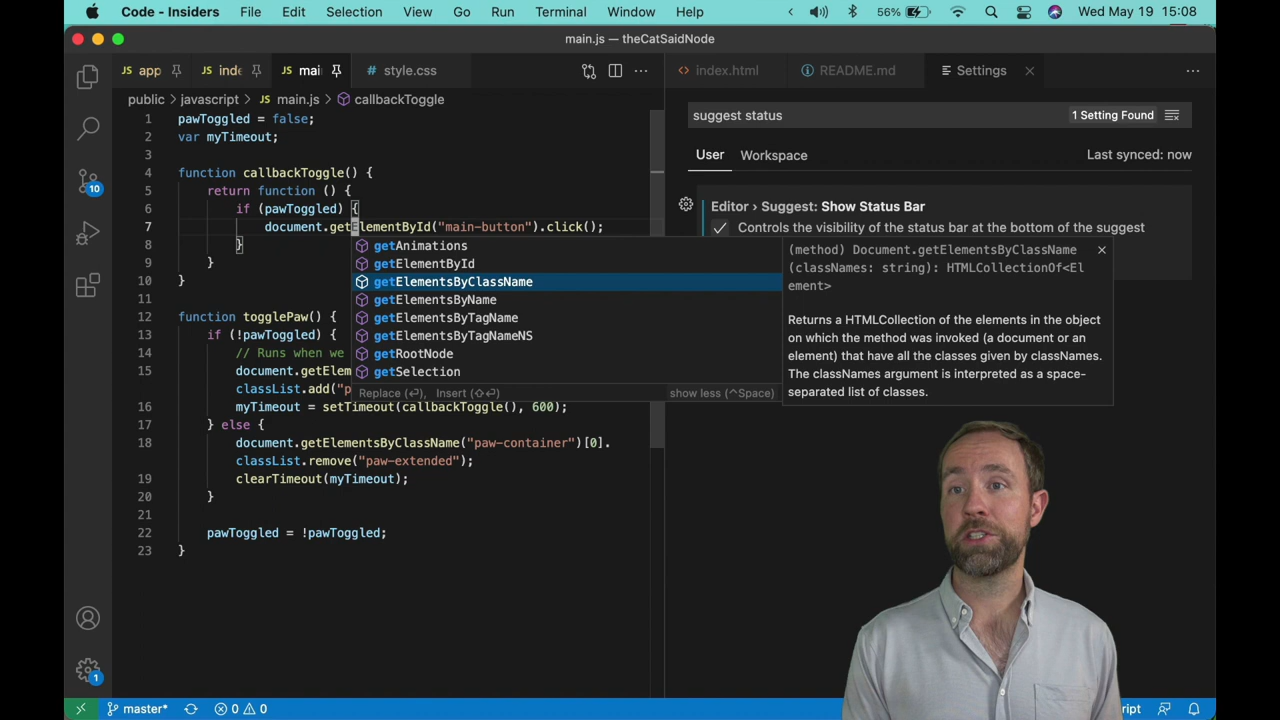 Code - Insiders File Edit Selection View Go Run Terminal Window Help 56% Wed May 19 15:08
main.js — theCatSaidNode
JS app JS inde JS main # style.css
public > javascript > JS main.js > callbackToggle
1 pawToggled = false;
2 var myTimeout;
3
4 function callbackToggle() {
5 return function () {
6 if (pawToggled) {
7 document.getElementById("main-button").click();
8 }
9 }
10 }
11
12 function togglePaw() {
13 if (!pawToggled) {
14 // Runs when we
15 document.getElem
classList.add("p
16 myTimeout = setTimeout(callbackToggle(), 600);
17 } else {
18 document.getElementsByClassName("paw-container")[0].
classList.remove("paw-extended");
19 clearTimeout(myTimeout);
20 }
21
22 pawToggled = !pawToggled;
23 }
getAnimations
getElementById
getElementsByClassName
getElementsByName
getElementsByTagName
getElementsByTagNameNS
getRootNode
getSelection
Replace (⏎), Insert (⇧⏎) show less (^Space)
(method) Document.getElementsByClassName
(classNames: string): HTMLCollectionOf<El
ement>
Returns a HTMLCollection of the elements in the object
on which the method was invoked (a document or an
element) that have all the classes given by classNames.
The classNames argument is interpreted as a space-
separated list of classes.
index.html README.md Settings
suggest status 1 Setting Found
User Workspace Last synced: now
Editor › Suggest: Show Status Bar
Controls the visibility of the status bar at the bottom of the suggest
10
1
master* 0 0 ript